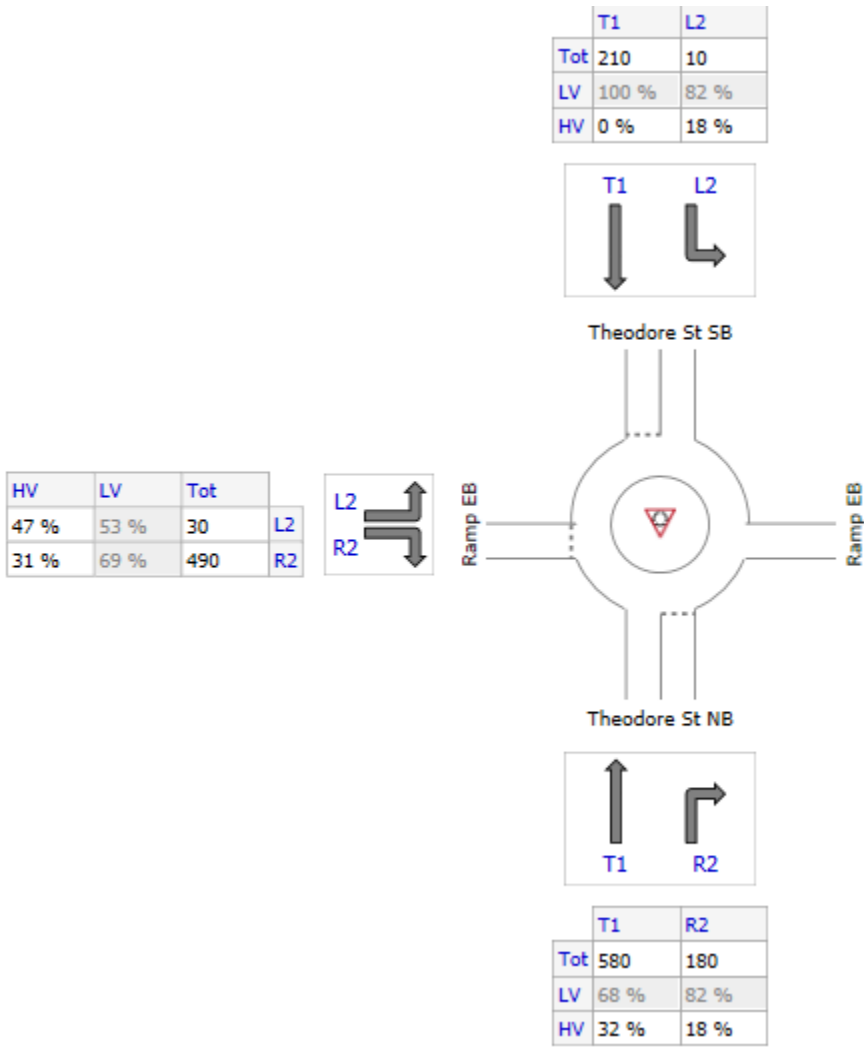 T1 L2
Tot 210 10
LV 100 % 82 %
HV 0 % 18 %
T1 L2
Theodore St SB
HV LV Tot
47 % 53 % 30 L2
31 % 69 % 490 R2
L2
R2
Ramp EB
Ramp EB
Theodore St NB
T1 R2
T1 R2
Tot 580 180
LV 68 % 82 %
HV 32 % 18 %